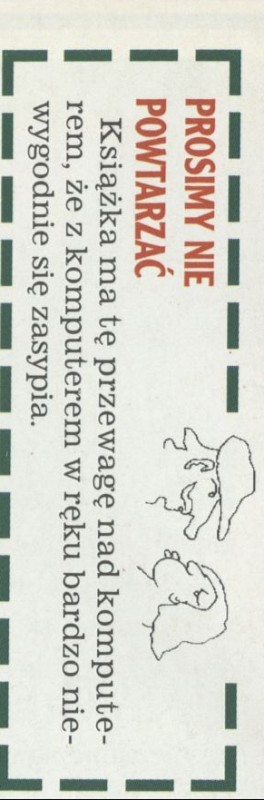 PROSIMY NIE
POWTARZAĆ
Książka ma tę przewagę nad kompute-
rem, że z komputerem w ręku bardzo nie-
wygodnie się zasypia.